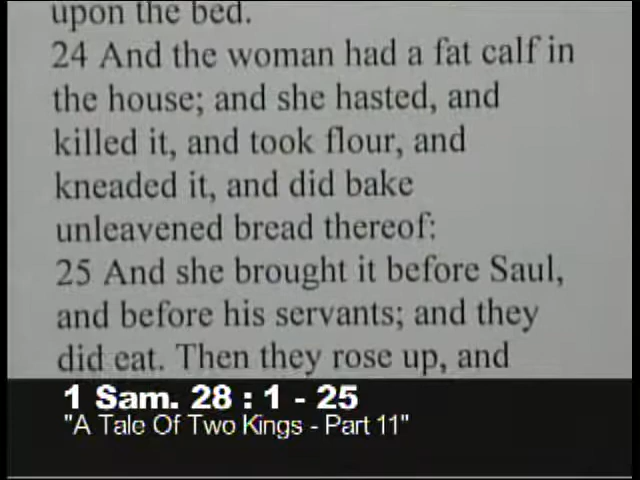 upon the bed.
24 And the woman had a fat calf in
the house; and she hasted, and
killed it, and took flour, and
kneaded it, and did bake
unleavened bread thereof:
25 And she brought it before Saul,
and before his servants; and they
did eat. Then they rose up, and
1 Sam. 28 : 1 - 25
"A Tale Of Two Kings - Part 11"